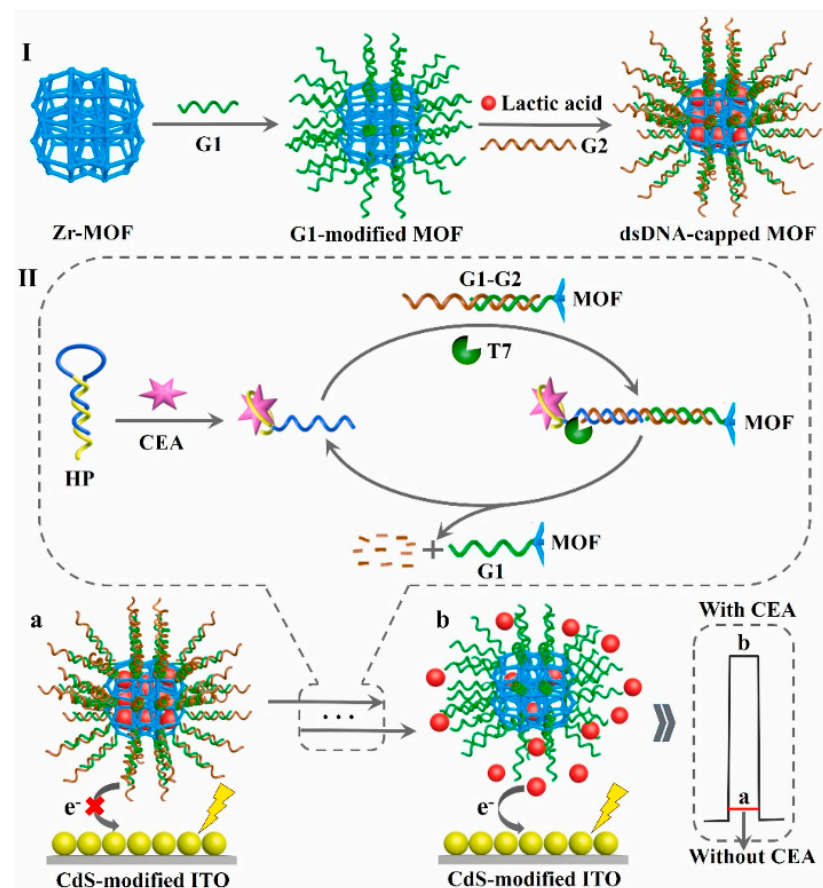 I
G1
Lactic acid
G2
Zr-MOF
G1-modified MOF
dsDNA-capped MOF
II
G1-G2
MOF
T7
HP
CEA
MOF
+
MOF
G1
a
b
With CEA
b
...
e-
a
e-
Without CEA
CdS-modified ITO
CdS-modified ITO